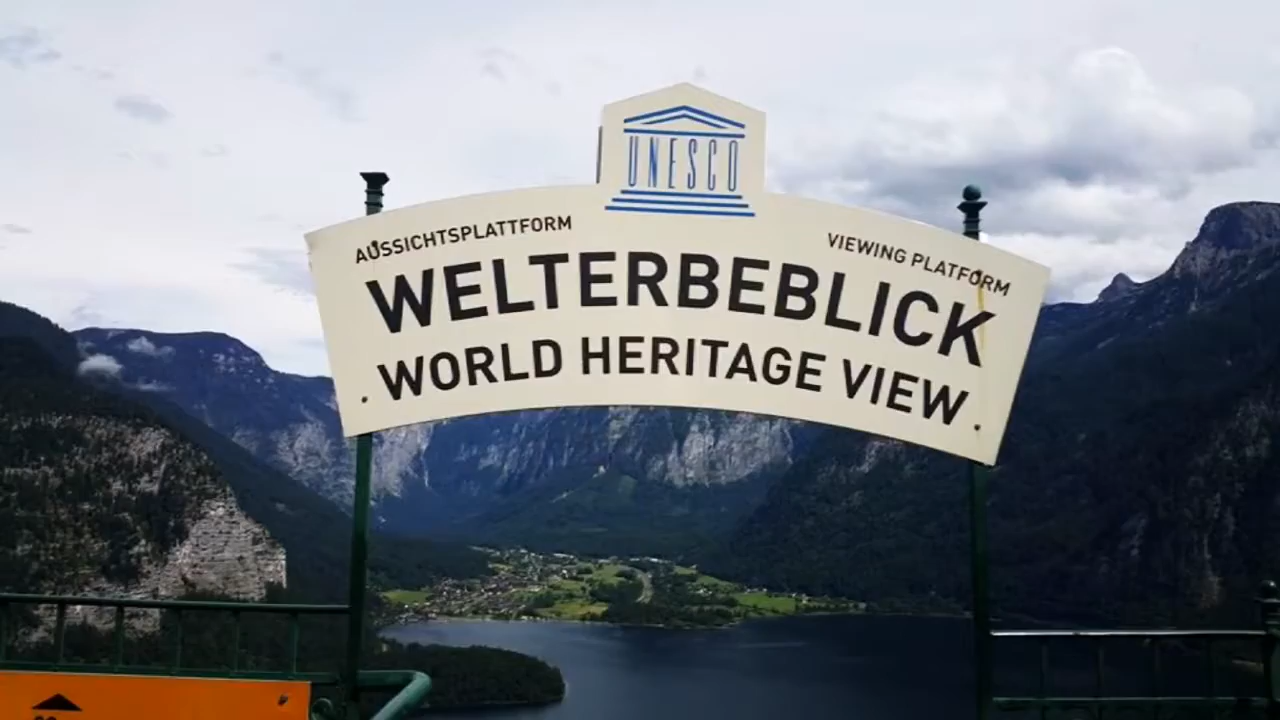 UNESCO
AUSSICHTSPLATTFORM
VIEWING PLATFORM
WELTERBEBLICK
WORLD HERITAGE VIEW